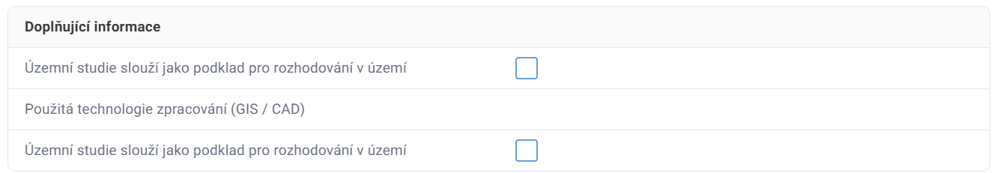 Doplňující informace
Územní studie slouží jako podklad pro rozhodování v území
Použitá technologie zpracování (GIS / CAD)
Územní studie slouží jako podklad pro rozhodování v území